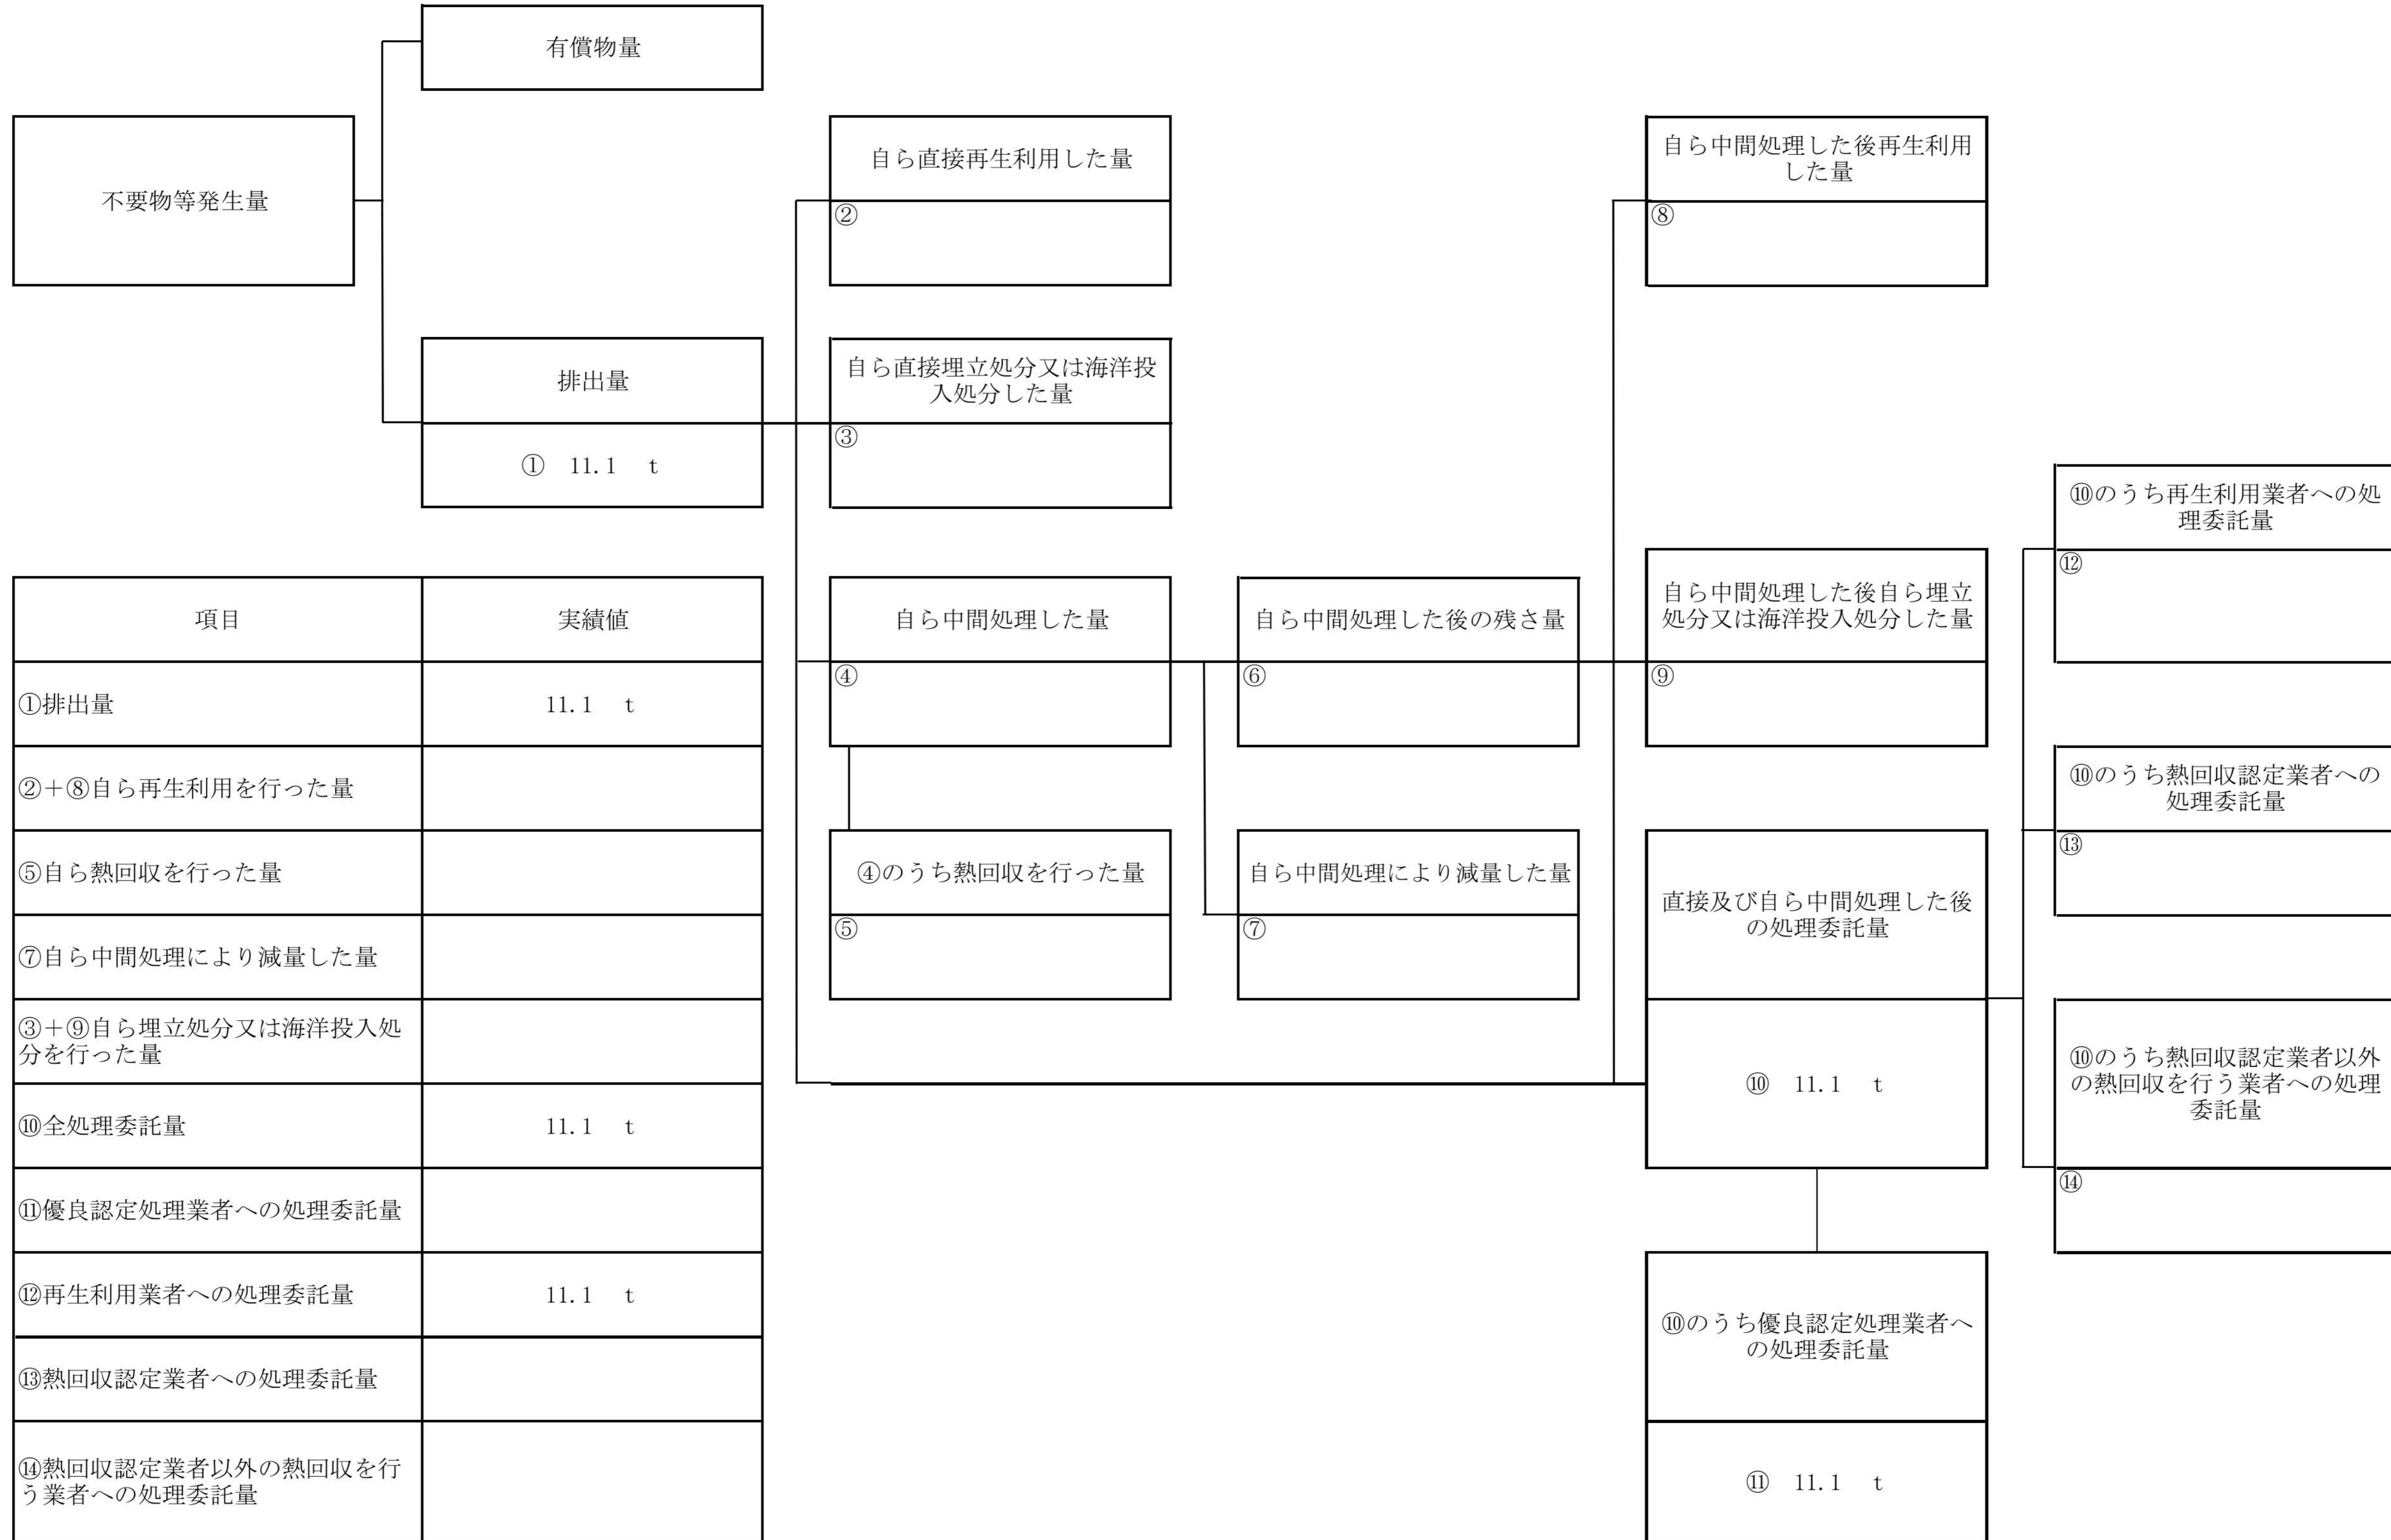 有償物量
不要物等発生量
自ら直接再生利用した量
②
自ら中間処理した後再生利用
した量
⑧
排出量
① 11.1 t
自ら直接埋立処分又は海洋投
入処分した量
③
⑩のうち再生利用業者への処
理委託量
⑫
自ら中間処理した量
④
自ら中間処理した後の残さ量
⑥
自ら中間処理した後自ら埋立
処分又は海洋投入処分した量
⑨
⑩のうち熱回収認定業者への
処理委託量
⑬
④のうち熱回収を行った量
⑤
自ら中間処理により減量した量
⑦
直接及び自ら中間処理した後
の処理委託量
⑩ 11.1 t
⑩のうち熱回収認定業者以外
の熱回収を行う業者への処理
委託量
⑭
⑩のうち優良認定処理業者へ
の処理委託量
⑪ 11.1 t
項目 実績値
①排出量 11.1 t
②＋⑧自ら再生利用を行った量
⑤自ら熱回収を行った量
⑦自ら中間処理により減量した量
③＋⑨自ら埋立処分又は海洋投入処
分を行った量
⑩全処理委託量 11.1 t
⑪優良認定処理業者への処理委託量
⑫再生利用業者への処理委託量 11.1 t
⑬熱回収認定業者への処理委託量
⑭熱回収認定業者以外の熱回収を行
う業者への処理委託量